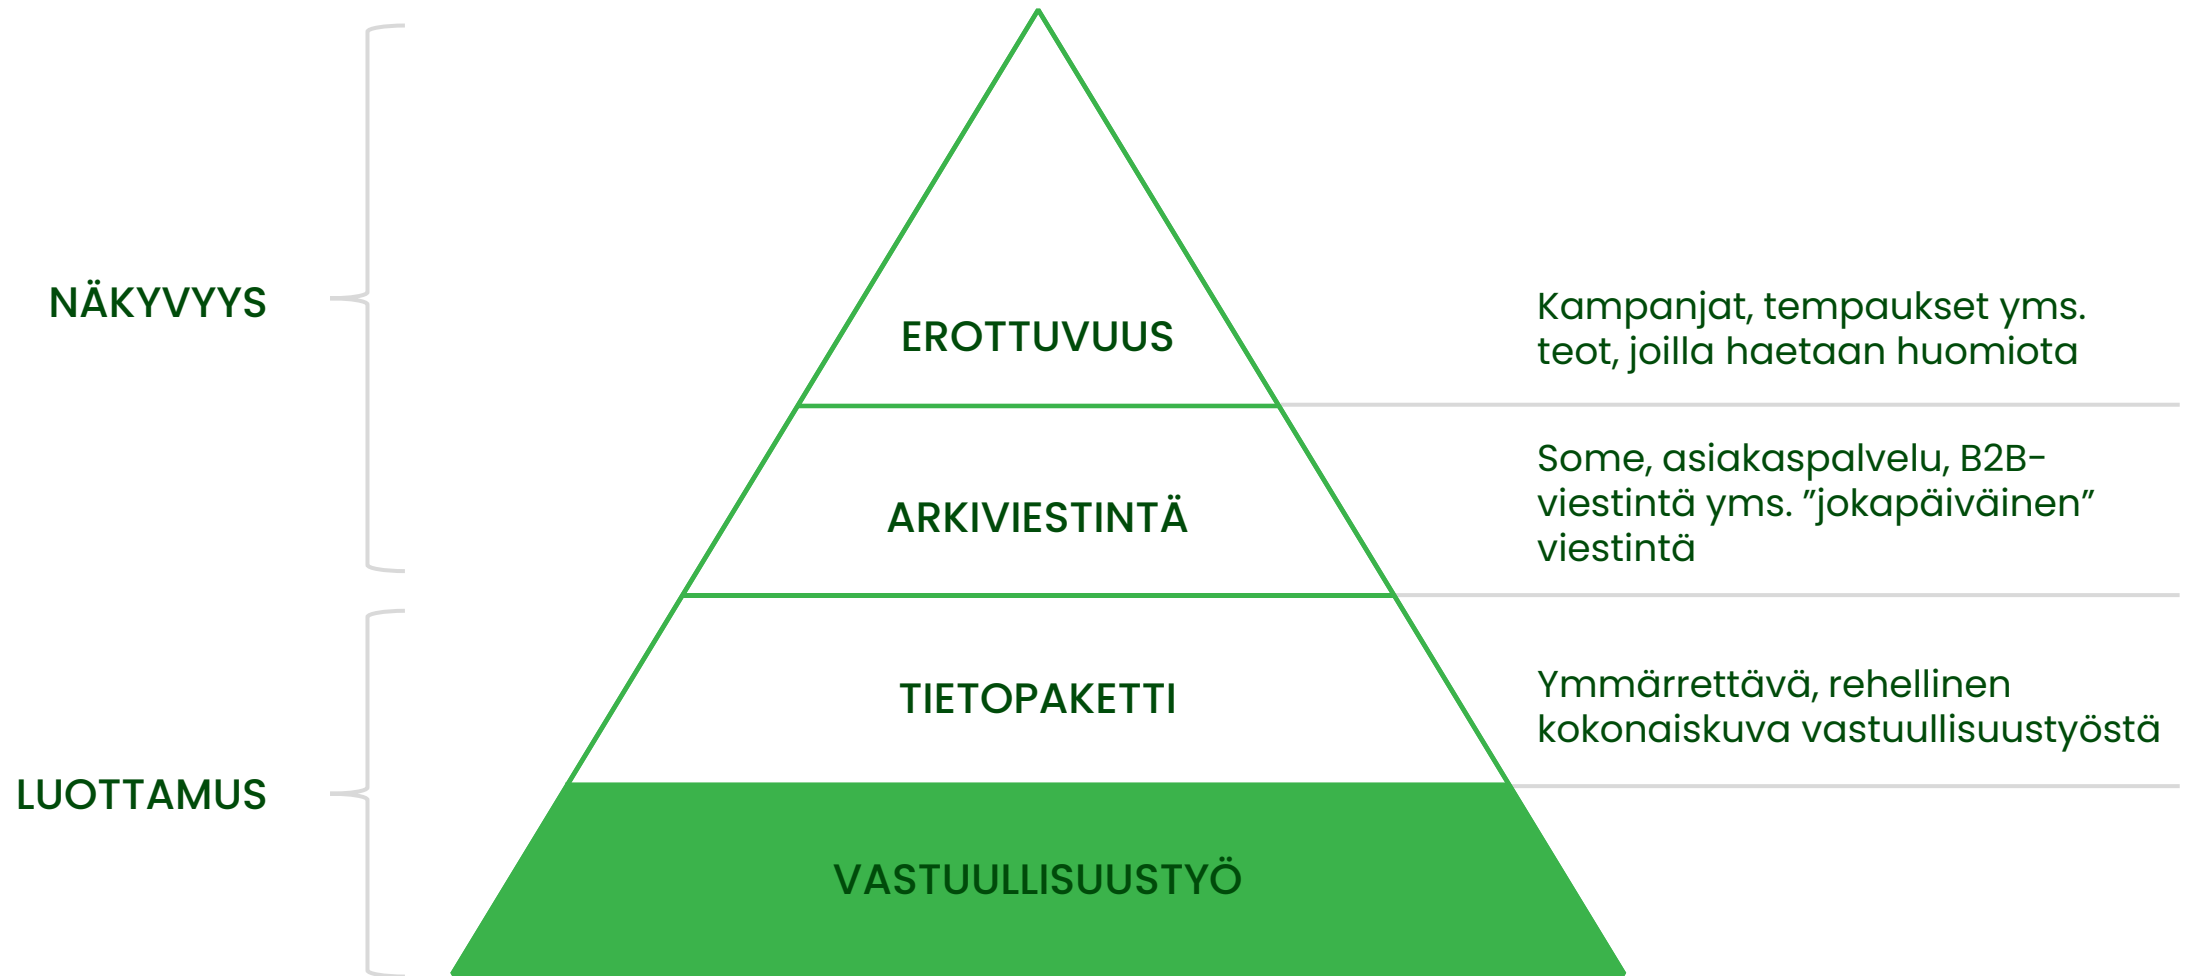 NÄKYVYYS
EROTTUVUUS
Kampanjat, tempaukset yms.
teot, joilla haetaan huomiota
ARKIVIESTINTÄ
Some, asiakaspalvelu, B2B-
viestintä yms. ”jokapäiväinen”
viestintä
LUOTTAMUS
TIETOPAKETTI
Ymmärrettävä, rehellinen
kokonaiskuva vastuullisuustyöstä
VASTUULLISUUSTYÖ